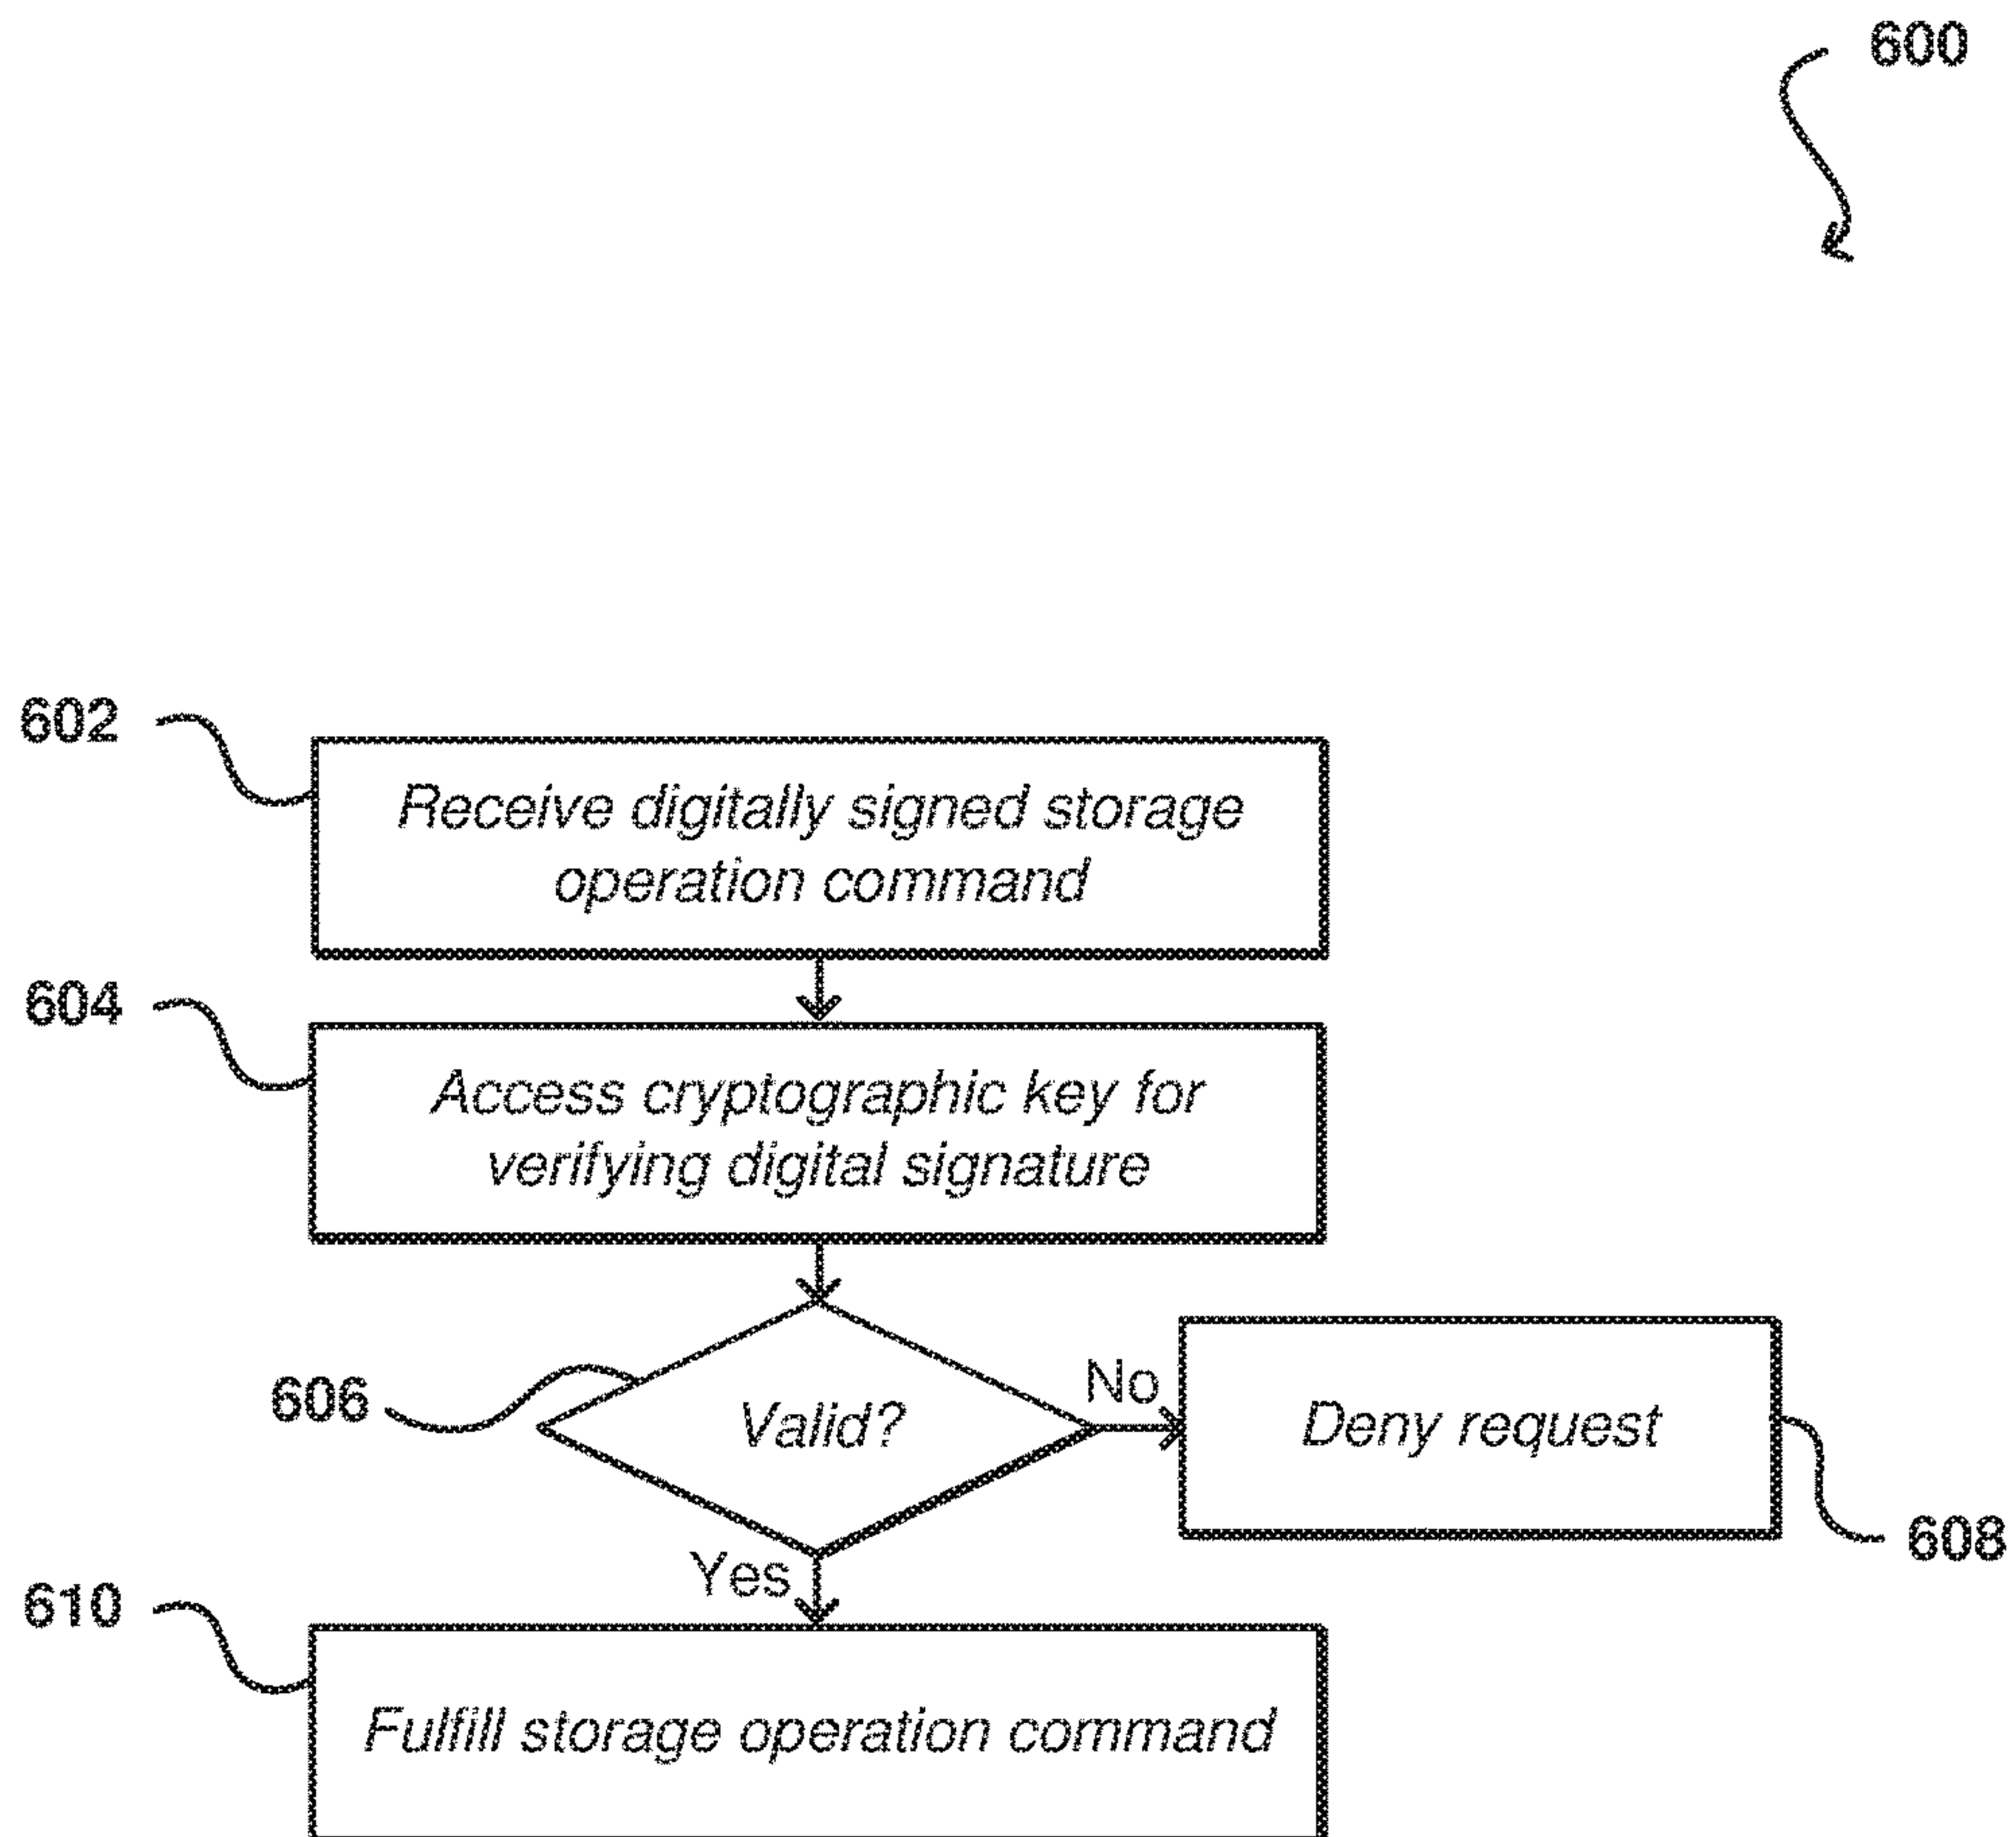 600
602
Receive digitally signed storage
operation command
604
Access cryptographic key for
verifying digital signature
606
Valid?
No
Deny request
608
Yes
610
Fulfill storage operation command